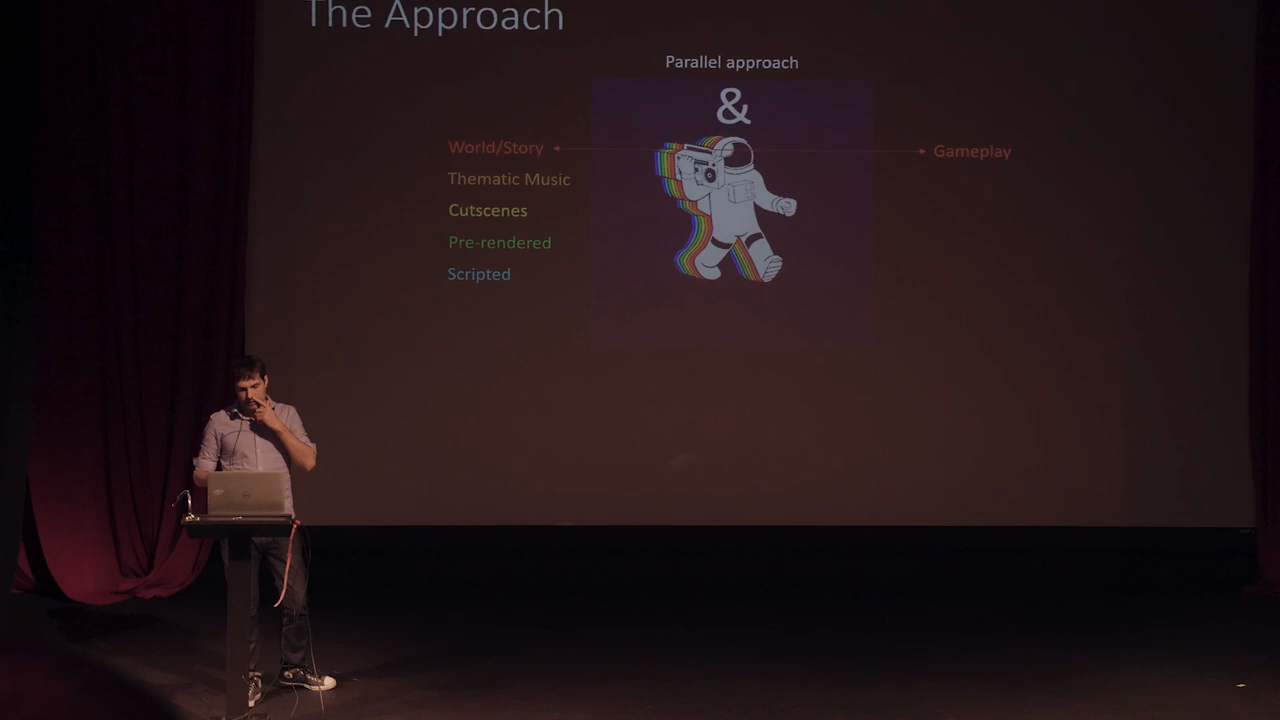 The Approach
Parallel approach
&
World/Story
Gameplay
Thematic Music
Cutscenes
Pre-rendered
Scripted